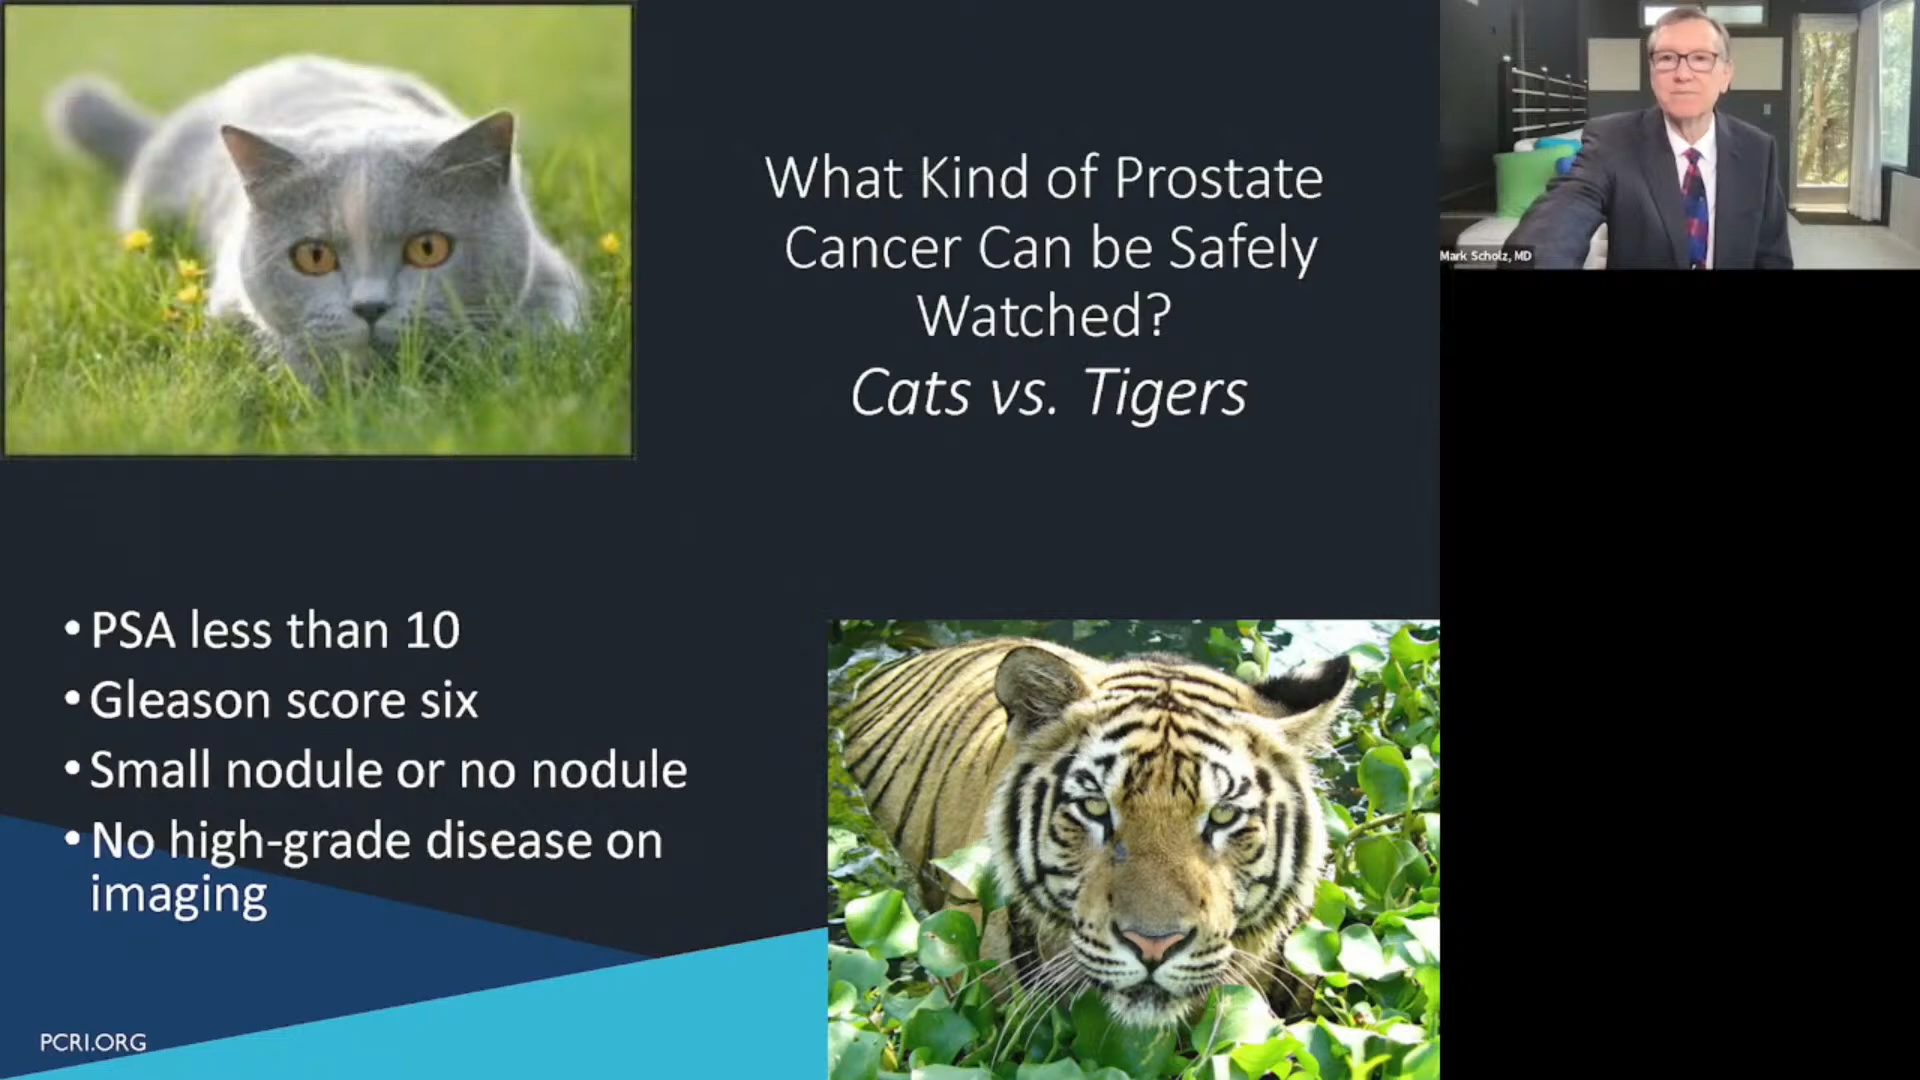 What Kind of Prostate
Cancer Can be Safely
Watched?
Cats vs. Tigers
• PSA less than 10
• Gleason score six
• Small nodule or no nodule
• No high-grade disease on
imaging
PCRI.ORG
Mark Scholz, MD